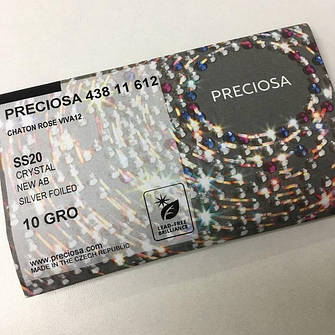 PRECIOSA 438 11 612
CHATON ROSE VIVA12
SS20
CRYSTAL
NEW AB
SILVER FOILED
10 GRO
www.preciosa.com
MADE IN THE CZECH REPUBLIC
LEAD-FREE
BRILLIANCE
PRECIOSA